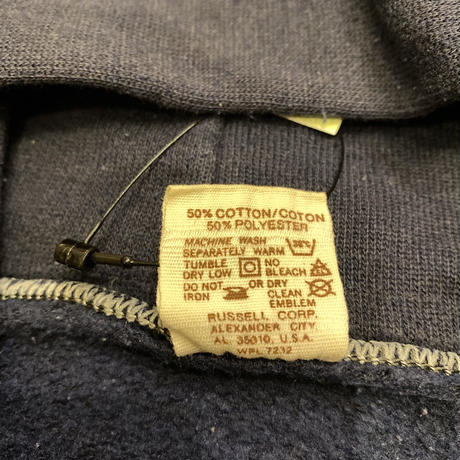 50% COTTON/COTON
50% POLYESTER
MACHINE WASH
SEPARATELY WARM
TUMBLE NO
DRY LOW BLEACH
DO NOT OR DRY
IRON CLEAN
EMBLEM
RUSSELL CORP.
ALEXANDER CITY
AL 35010, U.S.A.
WPL 7212